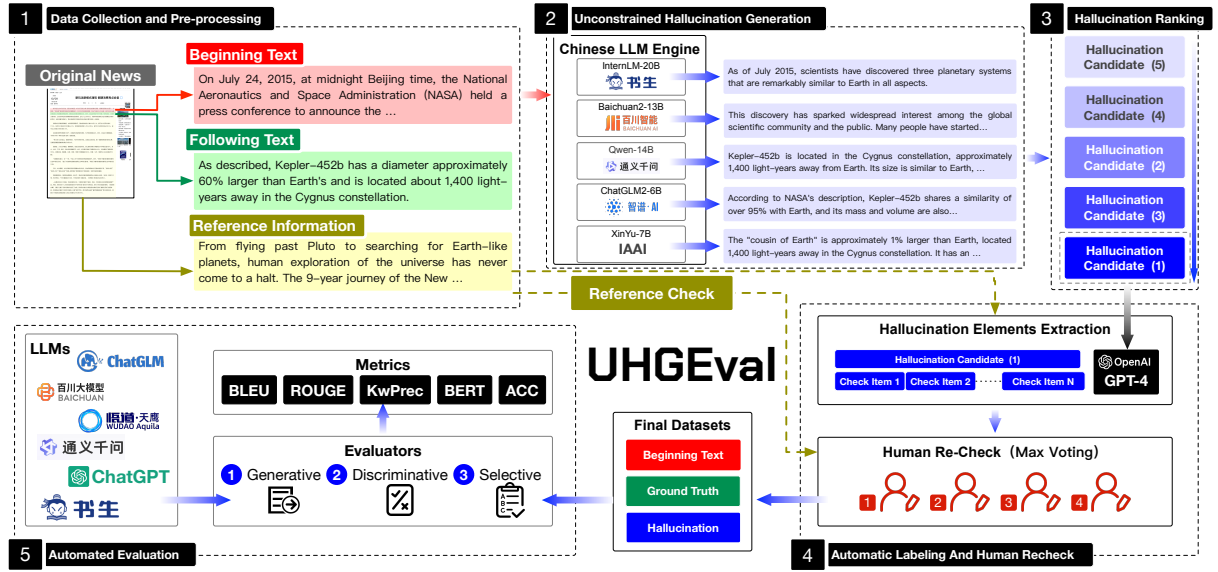 1 Data Collection and Pre-processing
Original News
Beginning Text
On July 24, 2015, at midnight Beijing time, the National
Aeronautics and Space Administration (NASA) held a
press conference to announce the ...
Following Text
As described, Kepler-452b has a diameter approximately
60% larger than Earth's and is located about 1,400 light-
years away in the Cygnus constellation.
Reference Information
From flying past Pluto to searching for Earth-like
planets, human exploration of the universe has never
come to a halt. The 9-year journey of the New ...
2 Unconstrained Hallucination Generation
Chinese LLM Engine
InternLM-20B
书生
As of July 2015, scientists have discovered three planetary systems
that are remarkably similar to Earth in all aspects.
Baichuan2-13B
百川智能
BAICHUAN AI
This discovery has sparked widespread interest among the global
scientific community and the public. Many people have started...
Qwen-14B
通义千问
Kepler-452b is located in the Cygnus constellation, approximately
1,400 light-years away from Earth. Its size is similar to Earth, ...
ChatGLM2-6B
智谱·AI
According to NASA's description, Kepler-452b shares a similarity of
over 95% with Earth, and its mass and volume are also...
XinYu-7B
IAAI
The "cousin of Earth" is approximately 1% larger than Earth, located
1,400 light-years away in the Cygnus constellation. It has an ...
3 Hallucination Ranking
Hallucination
Candidate (5)
Hallucination
Candidate (4)
Hallucination
Candidate (2)
Hallucination
Candidate (3)
Hallucination
Candidate (1)
Reference Check
Hallucination Elements Extraction
Hallucination Candidate (1)
Check Item 1
Check Item 2
......
Check Item N
OpenAI
GPT-4
Human Re-Check (Max Voting)
1
2
3
4
4 Automatic Labeling And Human Recheck
UHGEval
Final Datasets
Beginning Text
Ground Truth
Hallucination
LLMs
ChatGLM
百川大模型
BAICHUAN
悟道·天鹰
WUDAO Aquila
通义千问
ChatGPT
书生
Metrics
BLEU ROUGE KwPrec BERT ACC
Evaluators
1 Generative 2 Discriminative 3 Selective
A
B
C
5 Automated Evaluation